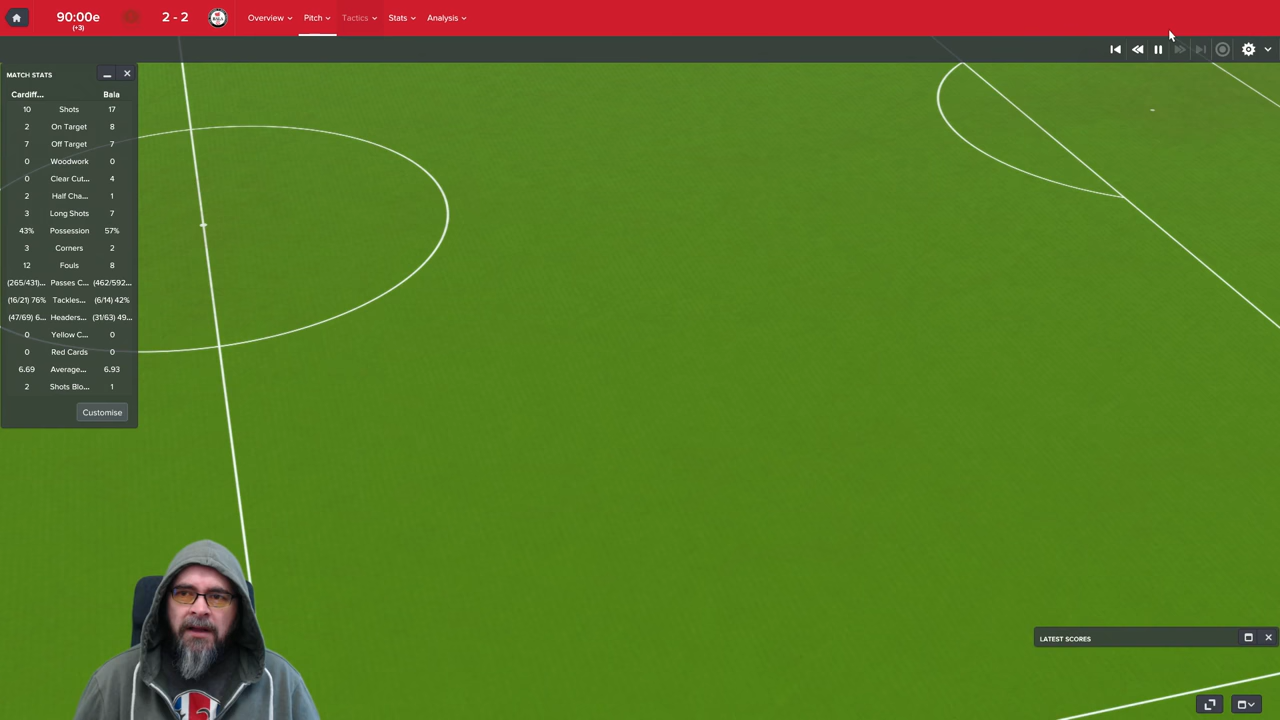 90:00e
(+3)
2 - 2
BALA
Overview
Pitch
Tactics
Stats
Analysis
MATCH STATS
Cardiff... Bala
10 Shots 17
2 On Target 8
7 Off Target 7
0 Woodwork 0
0 Clear Cut... 4
2 Half Cha... 1
3 Long Shots 7
43% Possession 57%
3 Corners 2
12 Fouls 8
(265/431)... Passes C... (462/592...
(16/21) 76% Tackles... (6/14) 42%
(47/69) 6... Headers... (31/63) 49...
0 Yellow C... 0
0 Red Cards 0
6.69 Average... 6.93
2 Shots Blo... 1
Customise
LATEST SCORES